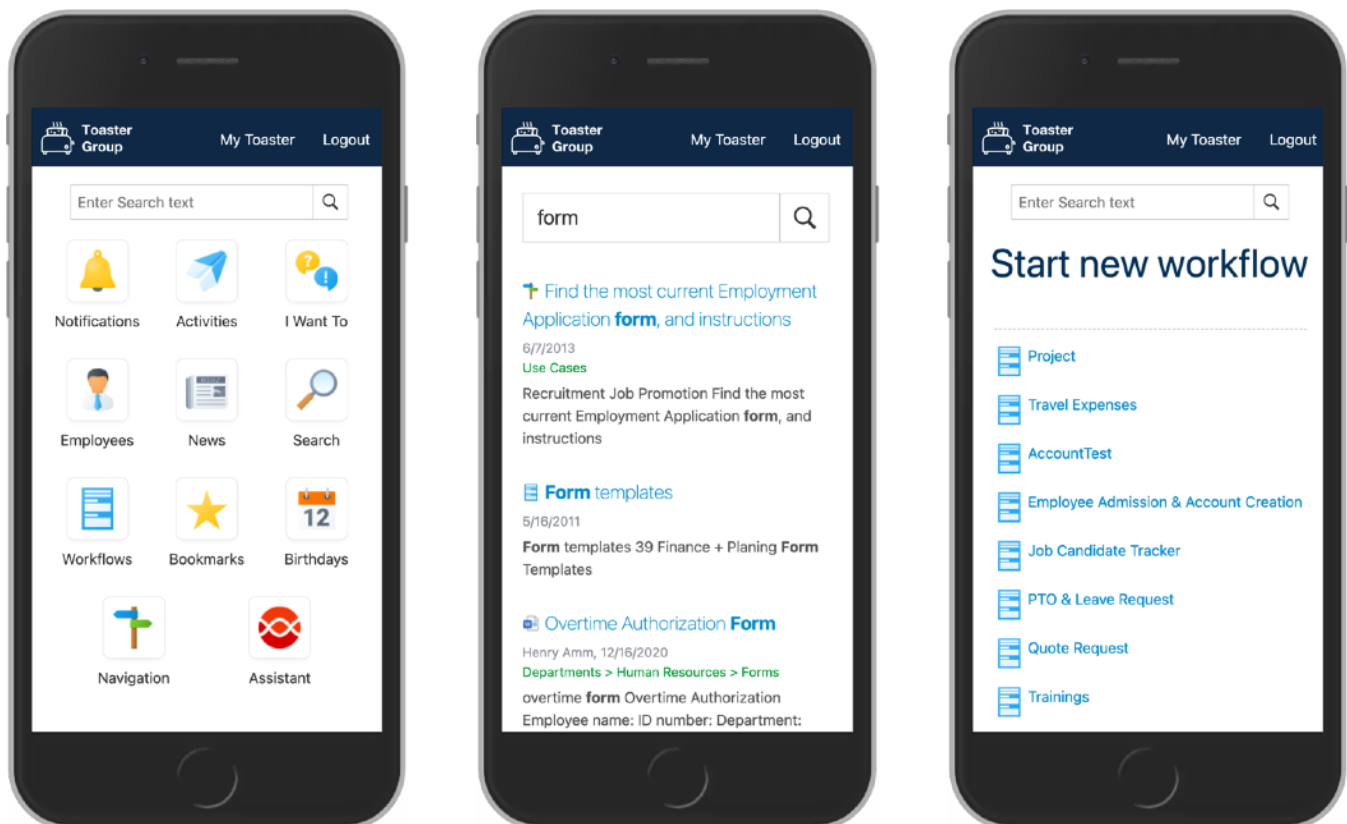 Toaster
Group
My Toaster
Logout
Enter Search text
Notifications
Activities
I Want To
Employees
News
Search
12
Workflows
Bookmarks
Birthdays
Navigation
Assistant
Toaster
Group
My Toaster
Logout
form
Find the most current Employment
Application form, and instructions
6/7/2013
Use Cases
Recruitment Job Promotion Find the most
current Employment Application form, and
instructions
Form templates
5/16/2011
Form templates 39 Finance + Planing Form
Templates
Overtime Authorization Form
Henry Amm, 12/16/2020
Departments > Human Resources > Forms
overtime form Overtime Authorization
Employee name: ID number: Department:
Toaster
Group
My Toaster
Logout
Enter Search text
Start new workflow
Project
Travel Expenses
AccountTest
Employee Admission & Account Creation
Job Candidate Tracker
PTO & Leave Request
Quote Request
Trainings